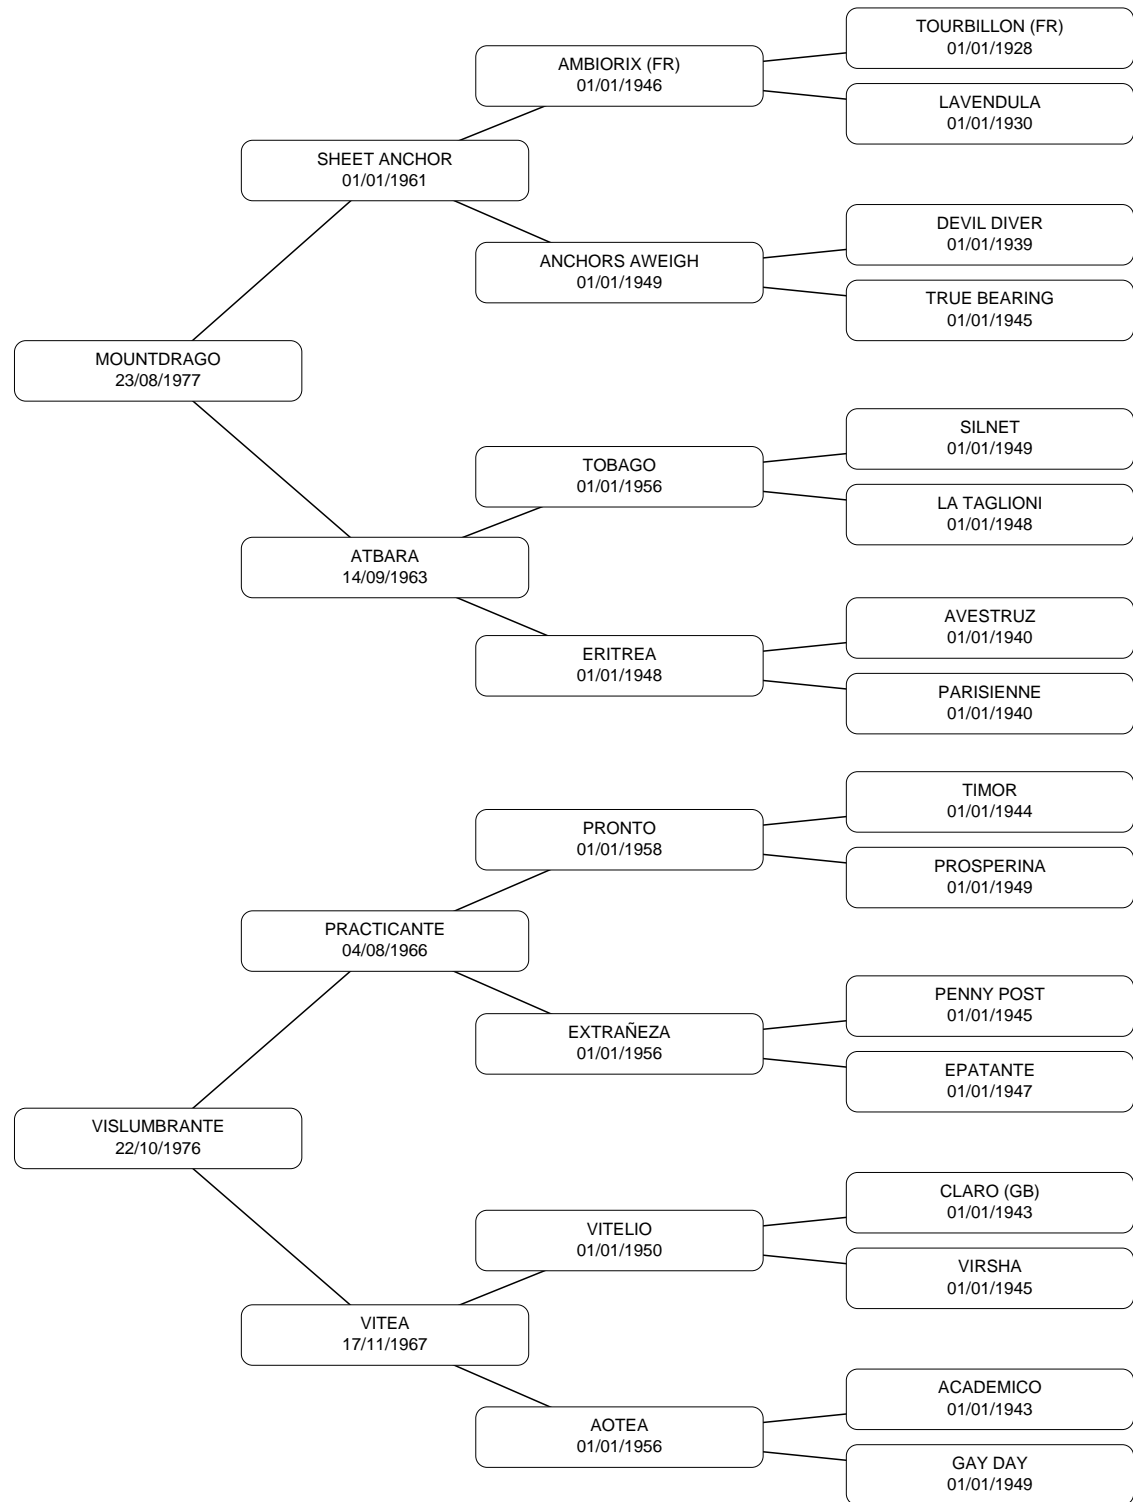 TOURBILLON (FR)
01/01/1928
AMBIORIX (FR)
01/01/1946
LAVENDULA
01/01/1930
SHEET ANCHOR
01/01/1961
DEVIL DIVER
01/01/1939
ANCHORS AWEIGH
01/01/1949
TRUE BEARING
01/01/1945
MOUNTDRAGO
23/08/1977
SILNET
01/01/1949
TOBAGO
01/01/1956
LA TAGLIONI
01/01/1948
ATBARA
14/09/1963
AVESTRUZ
01/01/1940
ERITREA
01/01/1948
PARISIENNE
01/01/1940
TIMOR
01/01/1944
PRONTO
01/01/1958
PROSPERINA
01/01/1949
PRACTICANTE
04/08/1966
PENNY POST
01/01/1945
EXTRAÑEZA
01/01/1956
EPATANTE
01/01/1947
VISLUMBRANTE
22/10/1976
CLARO (GB)
01/01/1943
VITELIO
01/01/1950
VIRSHA
01/01/1945
VITEA
17/11/1967
ACADEMICO
01/01/1943
AOTEA
01/01/1956
GAY DAY
01/01/1949